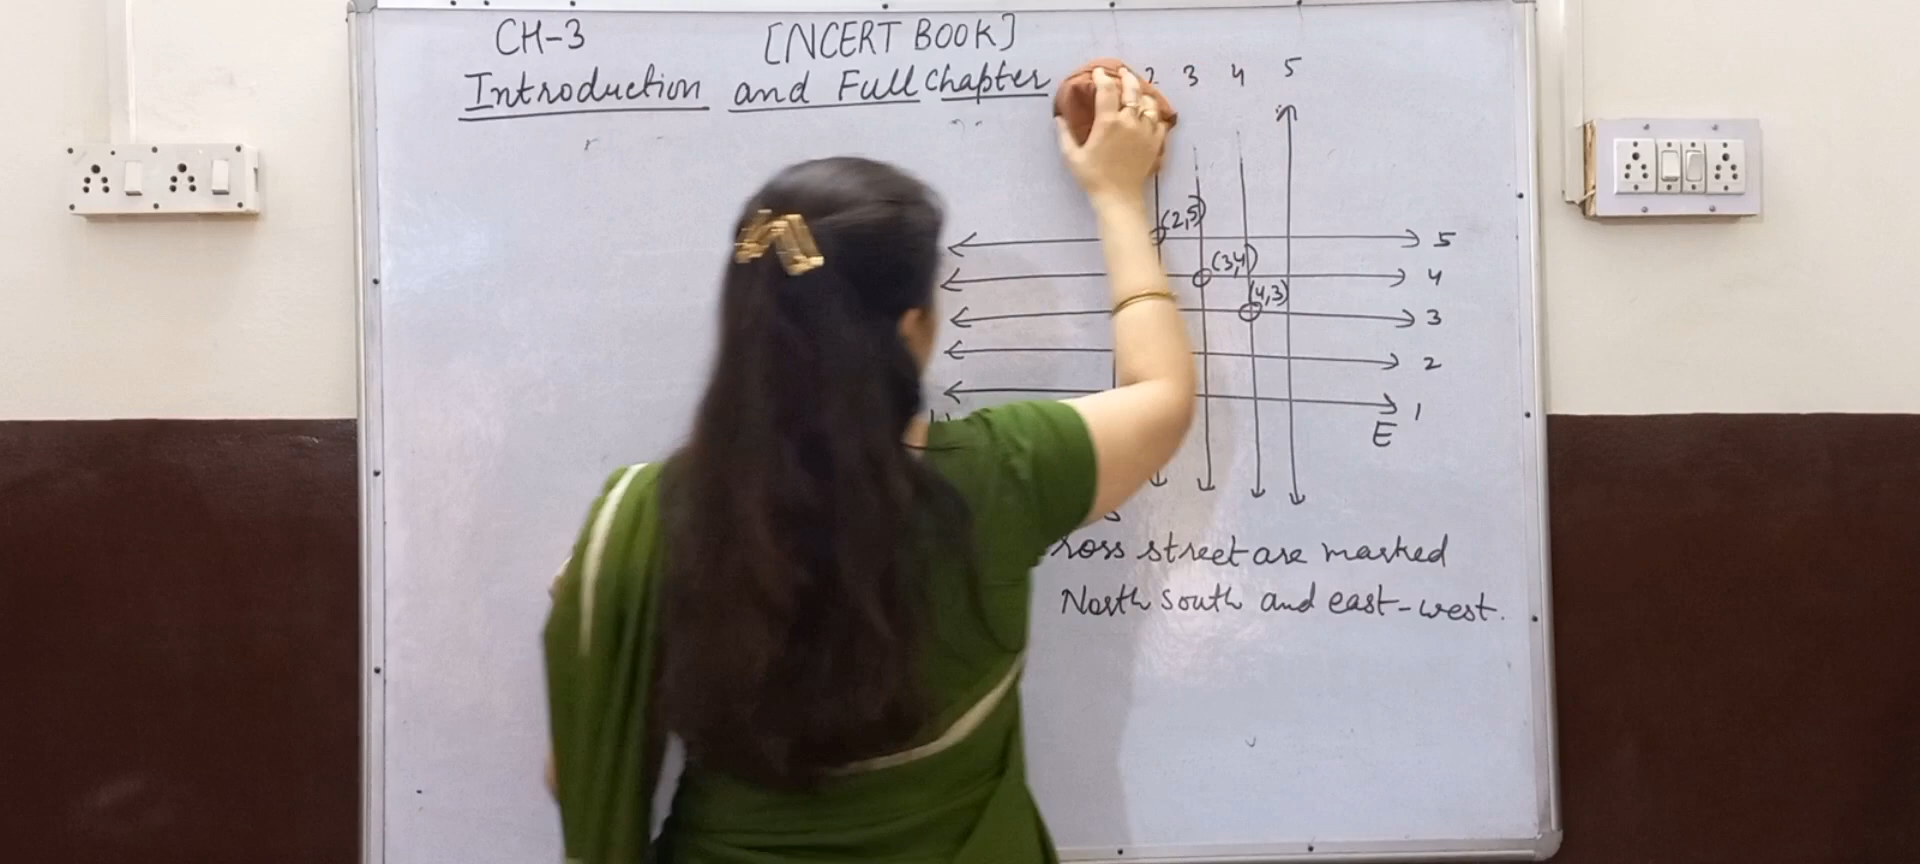 CH-3 [NCERT BOOK]
Introduction and Full Chapter
2 3 4 5
(2,5)
5
(3,4)
4
(4,3)
3
2
1
E
street are marked
North south and east-west.